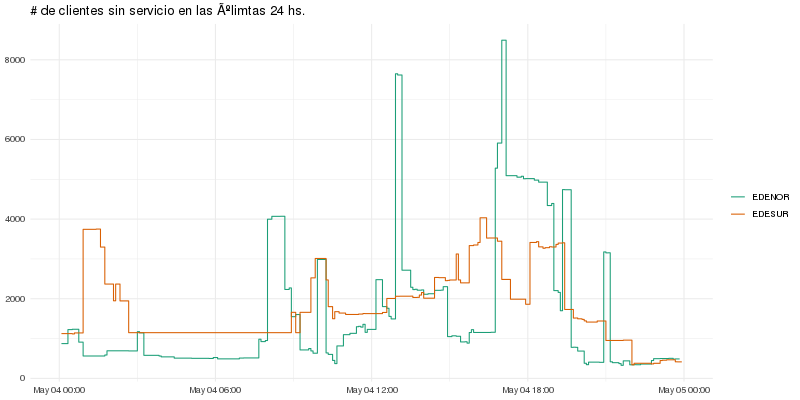 # de clientes sin servicio en las Ãºlimtas 24 hs.
8000
6000
4000
2000
0
May 04 00:00
May 04 06:00
May 04 12:00
May 04 18:00
May 05 00:00
EDENOR
EDESUR